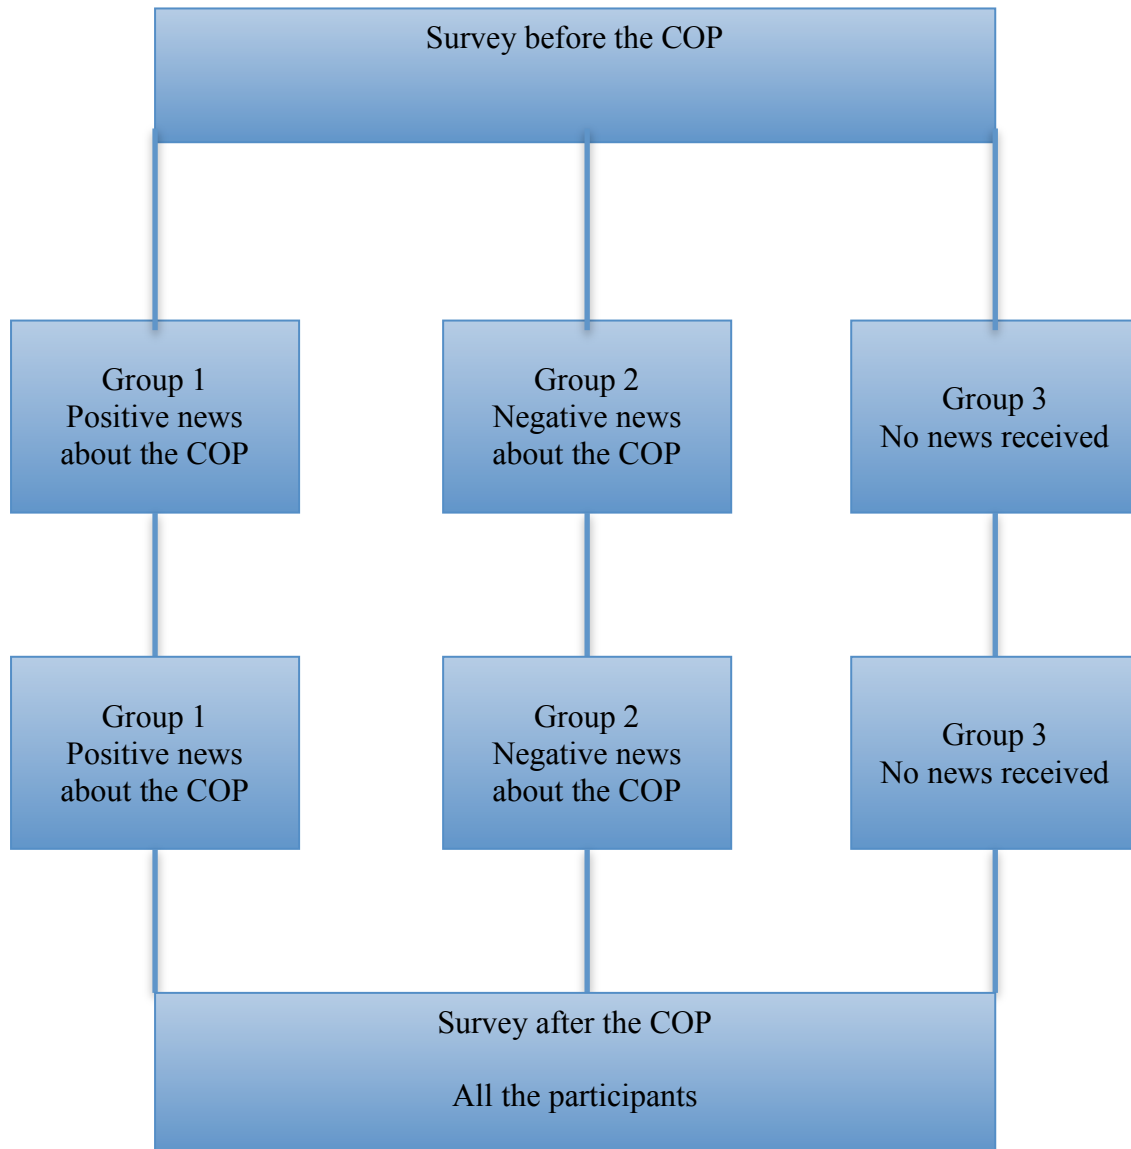 Survey before the COP
Group 1
Positive news
about the COP
Group 2
Negative news
about the COP
Group 3
No news received
Group 1
Positive news
about the COP
Group 2
Negative news
about the COP
Group 3
No news received
Survey after the COP
All the participants